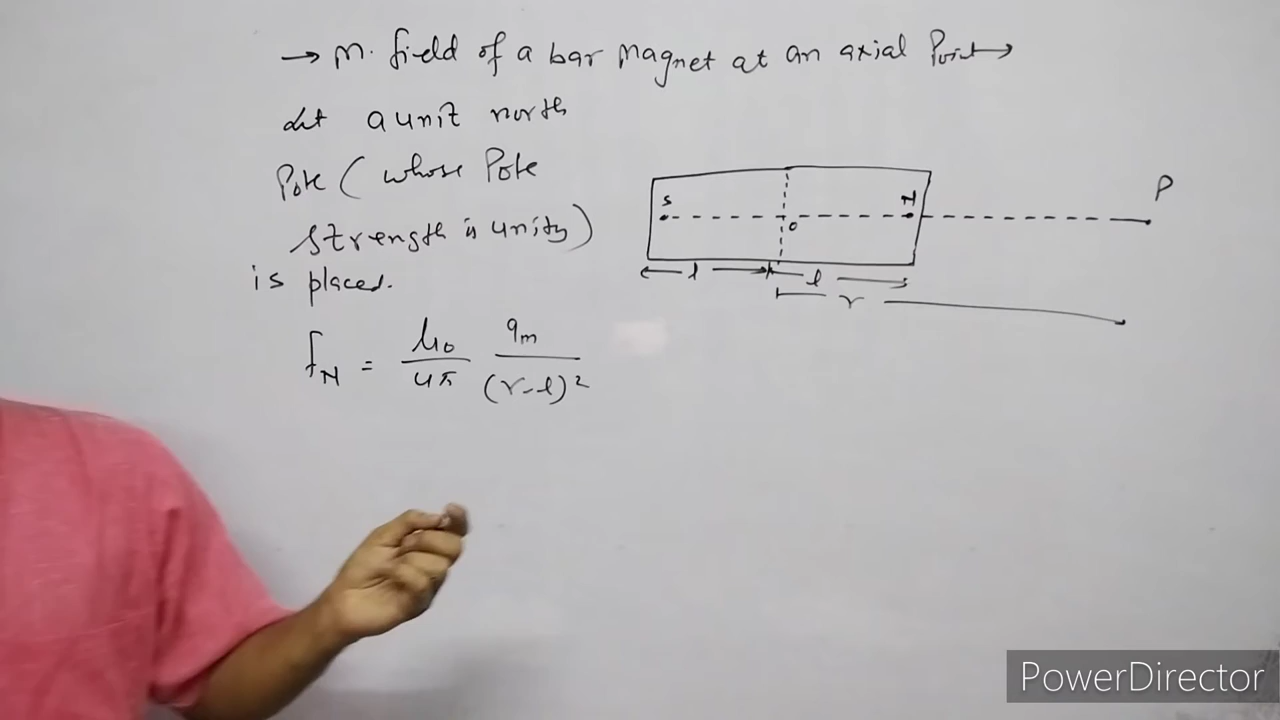 → M. field of a bar magnet at an axial Point →
Let a unit north
Pole ( whose Pole
strength is unity)
is placed.
S N P
O
l l
r
f_N = μ₀/4π q_m/(r-l)²
PowerDirector